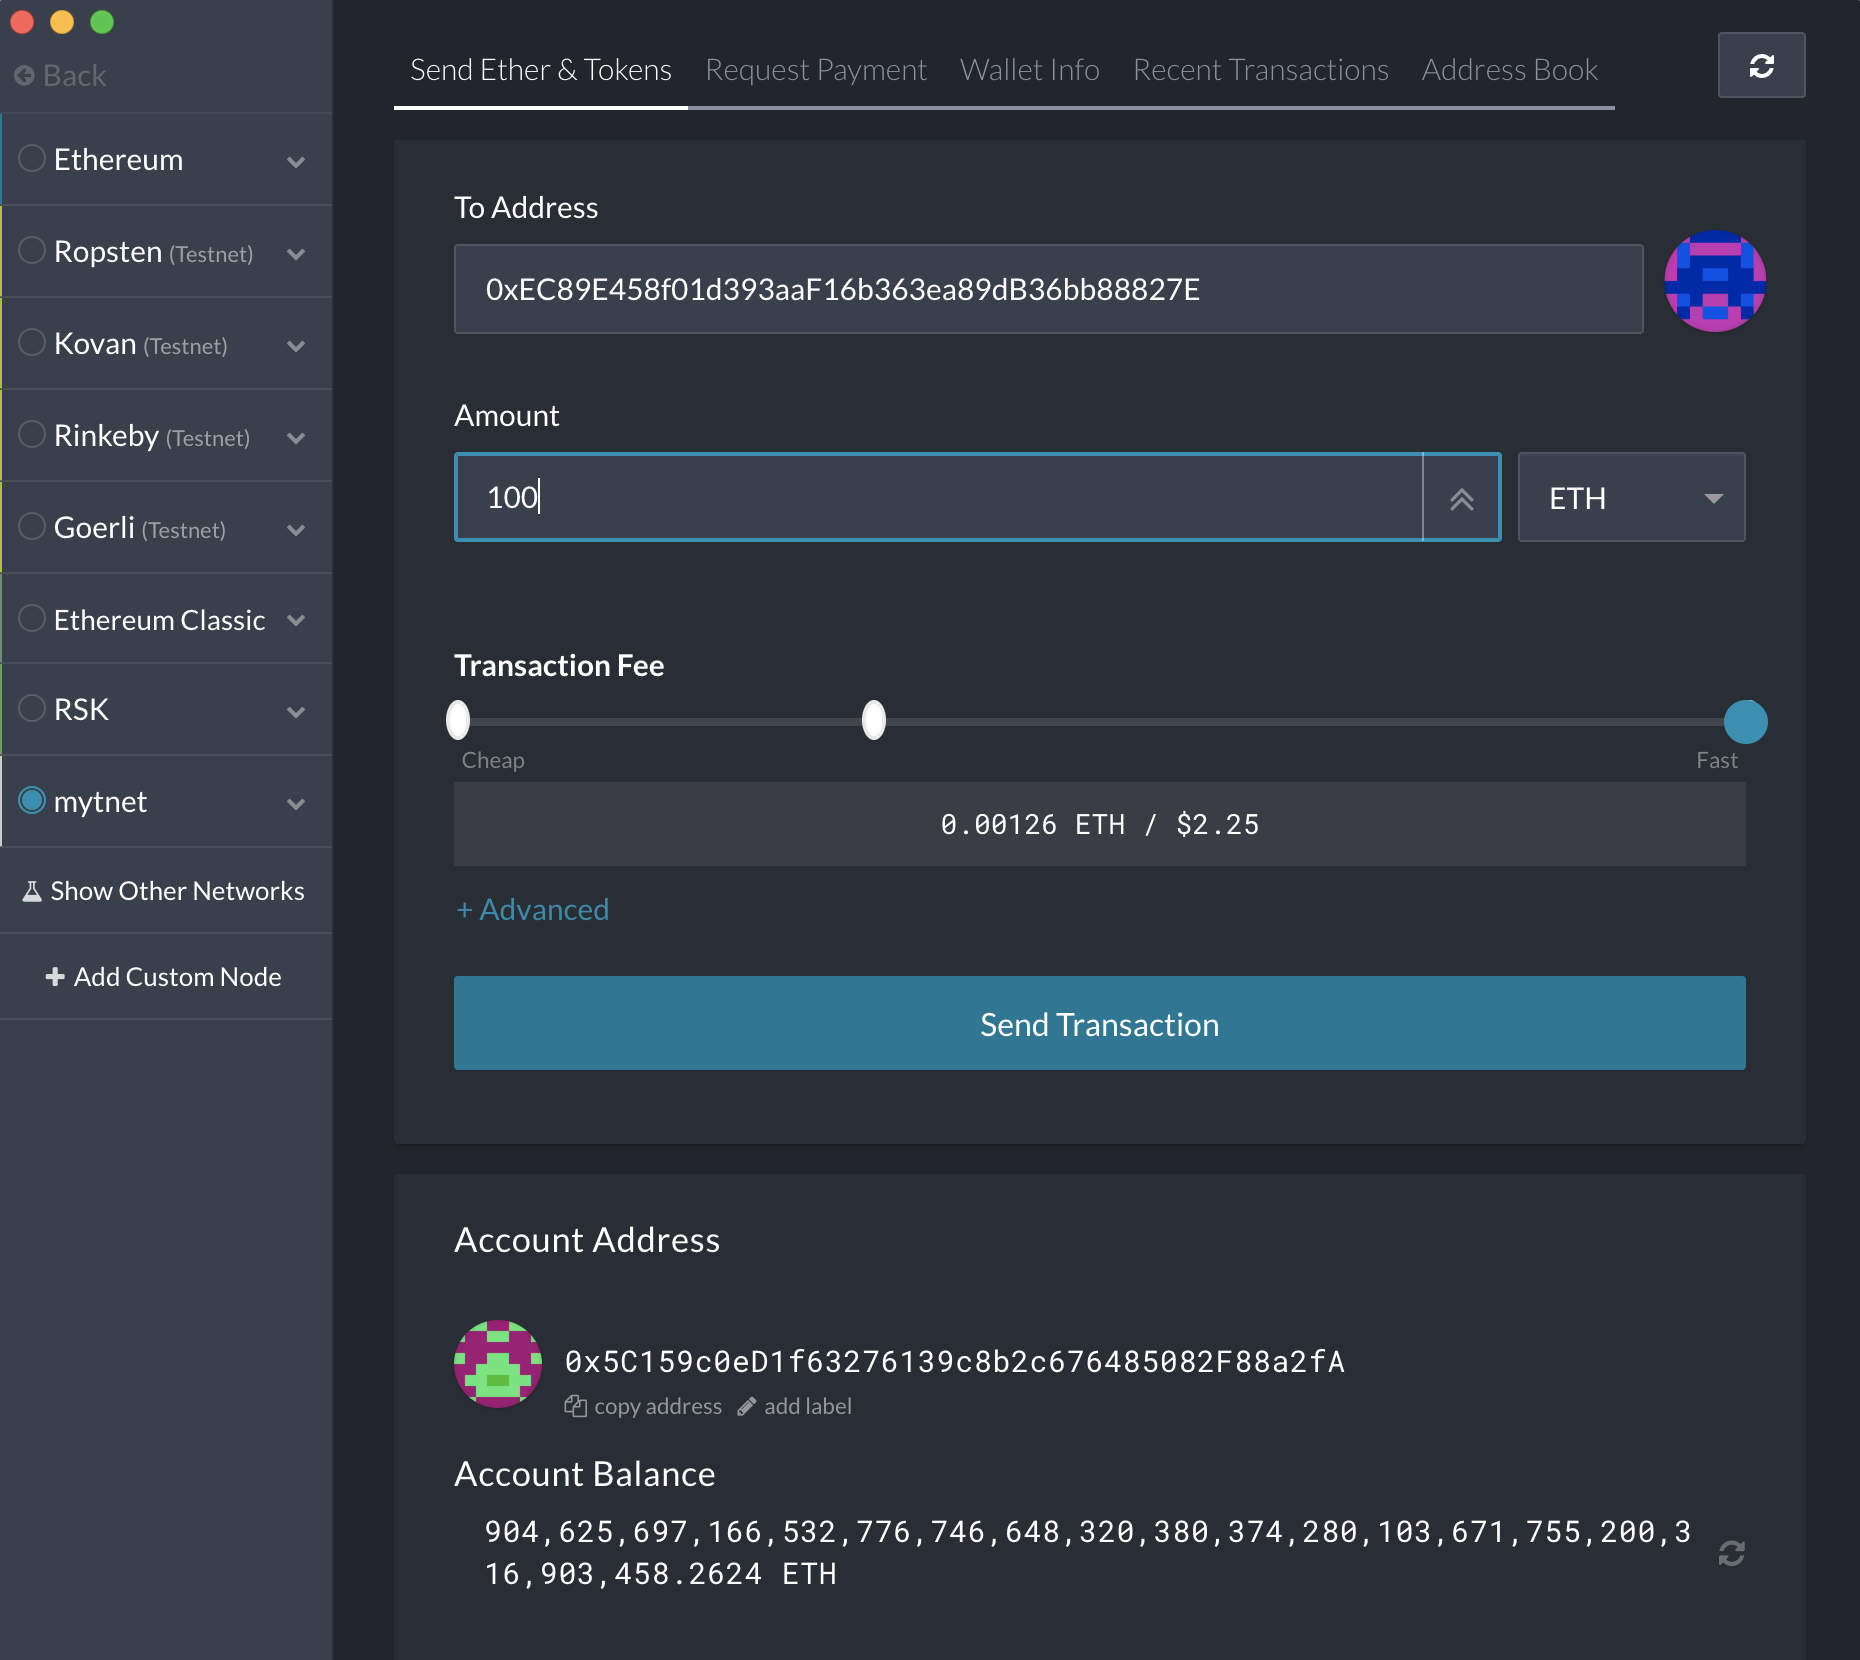 Back
Ethereum
Ropsten (Testnet)
Kovan (Testnet)
Rinkeby (Testnet)
Goerli (Testnet)
Ethereum Classic
RSK
mytnet
Show Other Networks
Add Custom Node
Send Ether & Tokens Request Payment Wallet Info Recent Transactions Address Book
To Address
0xEC89E458f01d393aaF16b363ea89dB36bb88827E
Amount
100 ETH
Transaction Fee
Cheap Fast
0.00126 ETH / $2.25
+ Advanced
Send Transaction
Account Address
0x5C159c0eD1f63276139c8b2c676485082F88a2fA
copy address add label
Account Balance
904,625,697,166,532,776,746,648,320,380,374,280,103,671,755,200,3
16,903,458.2624 ETH